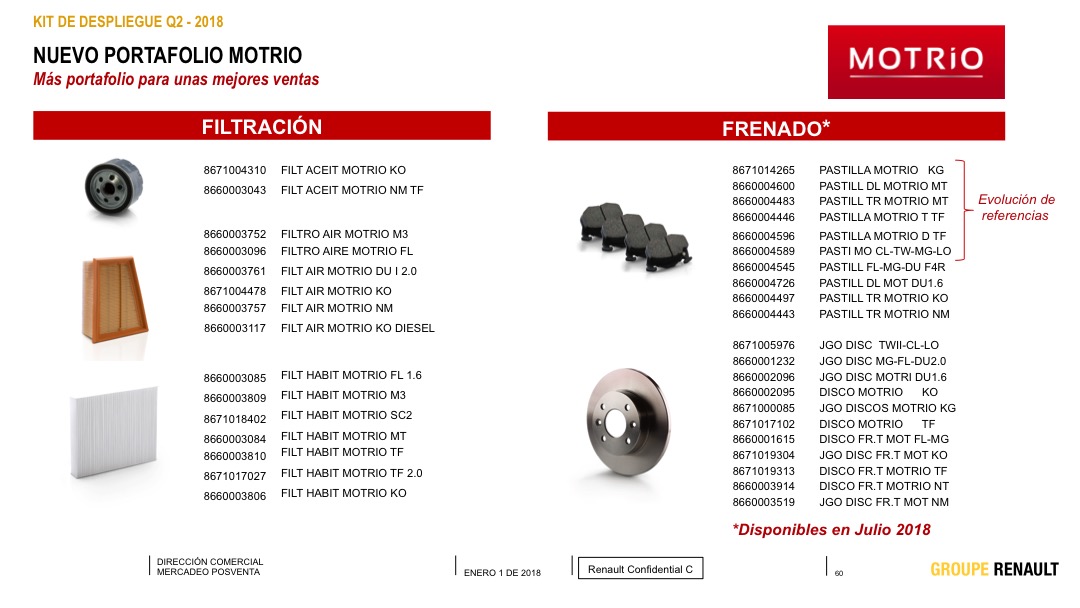 KIT DE DESPLIEGUE Q2 - 2018
NUEVO PORTAFOLIO MOTRIO
Más portafolio para unas mejores ventas
MOTRiO
FILTRACIÓN
8671004310 FILT ACEIT MOTRIO KO
8660003043 FILT ACEIT MOTRIO NM TF
8660003752 FILTRO AIR MOTRIO M3
8660003096 FILTRO AIRE MOTRIO FL
8660003761 FILT AIR MOTRIO DU I 2.0
8671004478 FILT AIR MOTRIO KO
8660003757 FILT AIR MOTRIO NM
8660003117 FILT AIR MOTRIO KO DIESEL
8660003085 FILT HABIT MOTRIO FL 1.6
8660003809 FILT HABIT MOTRIO M3
8671018402 FILT HABIT MOTRIO SC2
8660003084 FILT HABIT MOTRIO MT
8660003810 FILT HABIT MOTRIO TF
8671017027 FILT HABIT MOTRIO TF 2.0
8660003806 FILT HABIT MOTRIO KO
FRENADO*
8671014265 PASTILLA MOTRIO KG
8660004600 PASTILL DL MOTRIO MT
8660004483 PASTILL TR MOTRIO MT
8660004446 PASTILLA MOTRIO T TF
8660004596 PASTILLA MOTRIO D TF
8660004589 PASTI MO CL-TW-MG-LO
8660004545 PASTILL FL-MG-DU F4R
8660004726 PASTILL DL MOT DU1.6
8660004497 PASTILL TR MOTRIO KO
8660004443 PASTILL TR MOTRIO NM
Evolución de
referencias
8671005976 JGO DISC TWII-CL-LO
8660001232 JGO DISC MG-FL-DU2.0
8660002096 JGO DISC MOTRI DU1.6
8660002095 DISCO MOTRIO KO
8671000085 JGO DISCOS MOTRIO KG
8671017102 DISCO MOTRIO TF
8660001615 DISCO FR.T MOT FL-MG
8671019304 JGO DISC FR.T MOT KO
8671019313 DISCO FR.T MOTRIO TF
8660003914 DISCO FR.T MOTRIO NT
8660003519 JGO DISC FR.T MOT NM
*Disponibles en Julio 2018
DIRECCIÓN COMERCIAL
MERCADEO POSVENTA
ENERO 1 DE 2018
Renault Confidential C
60
GROUPE RENAULT